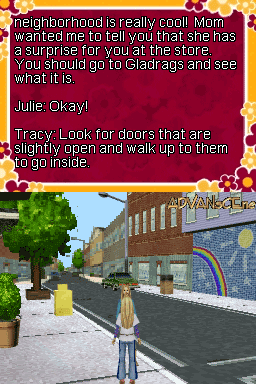 neighborhood is really cool! Mom
wanted me to tell you that she has
a surprise for you at the store.
You should go to Gladrags and see
what it is.
Julie: Okay!
Tracy: Look for doors that are
slightly open and walk up to them
to go inside.